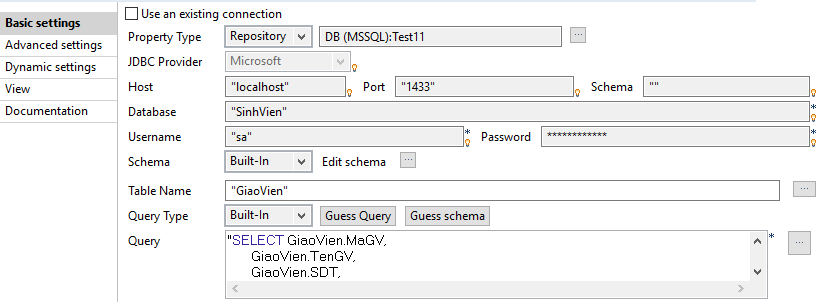 Basic settings
Advanced settings
Dynamic settings
View
Documentation
Use an existing connection
Property Type Repository DB (MSSQL):Test11 ...
JDBC Provider Microsoft
Host "localhost" Port "1433" Schema ""
Database "SinhVien" *
Username "sa" * Password ************ *
Schema Built-In Edit schema ...
Table Name "GiaoVien" ...
Query Type Built-In Guess Query Guess schema
Query "SELECT GiaoVien.MaGV, * ...
GiaoVien.TenGV,
GiaoVien.SDT,